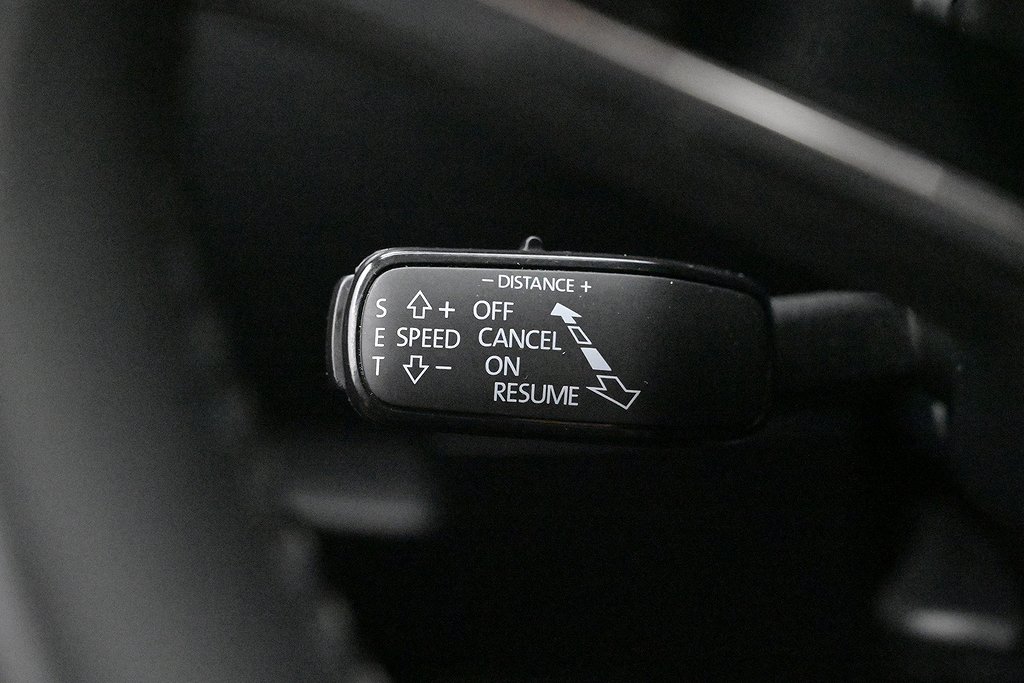 − DISTANCE +
S + OFF
E SPEED CANCEL
T − ON
RESUME